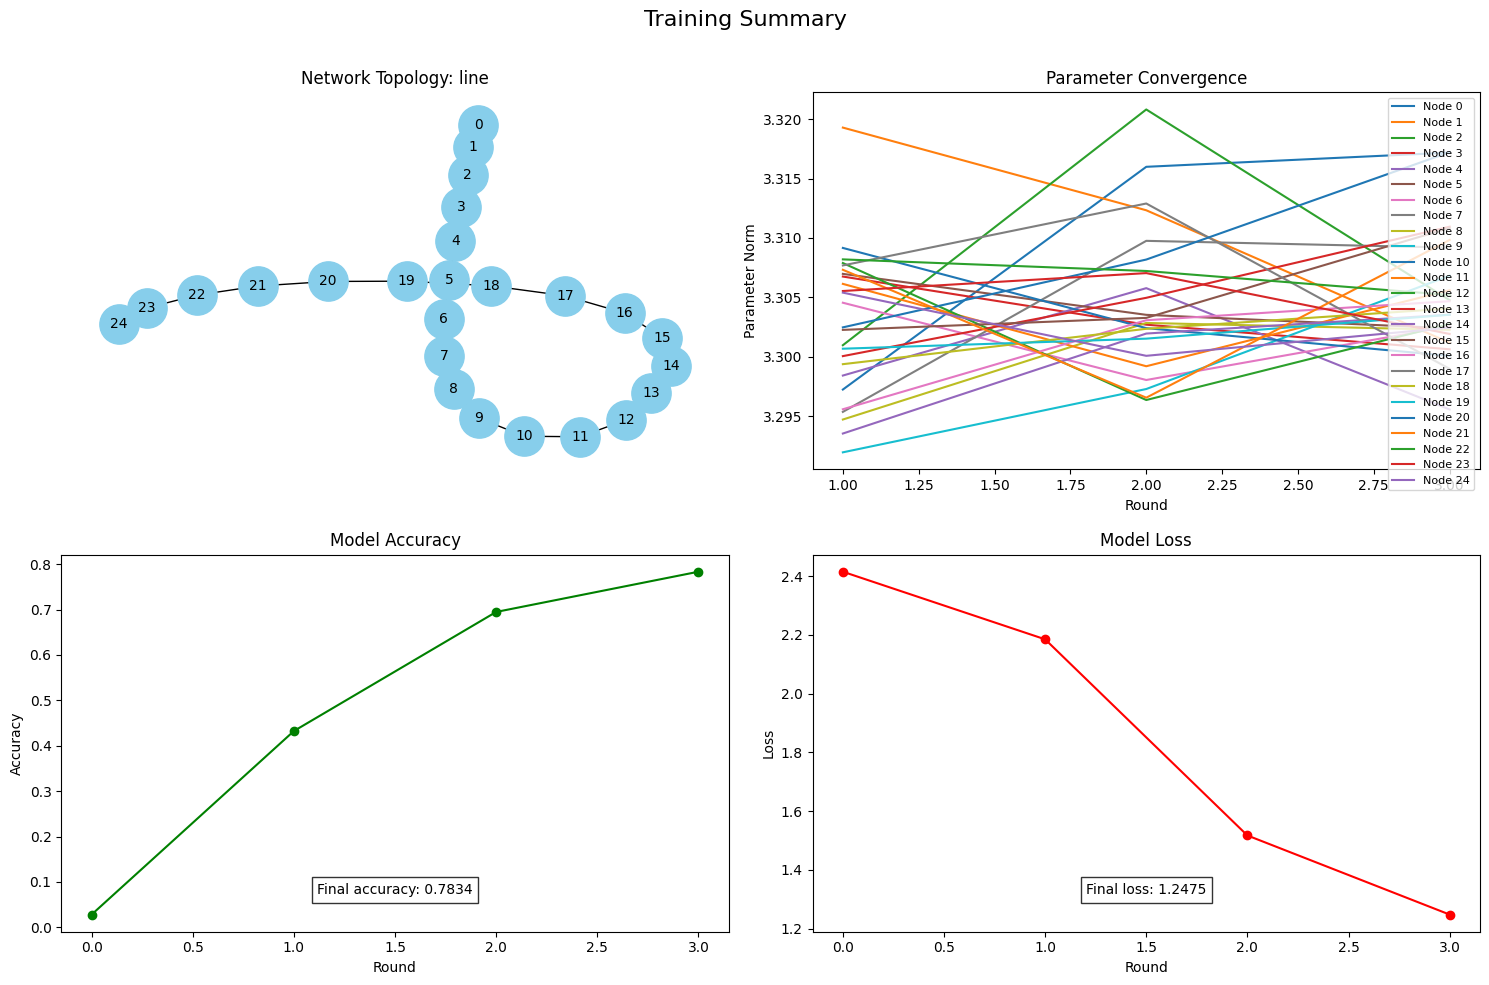 Training Summary
Network Topology: line
0
1
2
3
4
5
6
7
8
9
10
11
12
13
14
15
16
17
18
19
20
21
22
23
24
Parameter Convergence
Parameter Norm
3.320
3.315
3.310
3.305
3.300
3.295
1.00 1.25 1.50 1.75 2.00 2.25 2.50 2.75 3.00
Round
Node 0
Node 1
Node 2
Node 3
Node 4
Node 5
Node 6
Node 7
Node 8
Node 9
Node 10
Node 11
Node 12
Node 13
Node 14
Node 15
Node 16
Node 17
Node 18
Node 19
Node 20
Node 21
Node 22
Node 23
Node 24
Model Accuracy
Accuracy
0.8
0.7
0.6
0.5
0.4
0.3
0.2
0.1
0.0
Final accuracy: 0.7834
0.0 0.5 1.0 1.5 2.0 2.5 3.0
Round
Model Loss
Loss
2.4
2.2
2.0
1.8
1.6
1.4
1.2
Final loss: 1.2475
0.0 0.5 1.0 1.5 2.0 2.5 3.0
Round